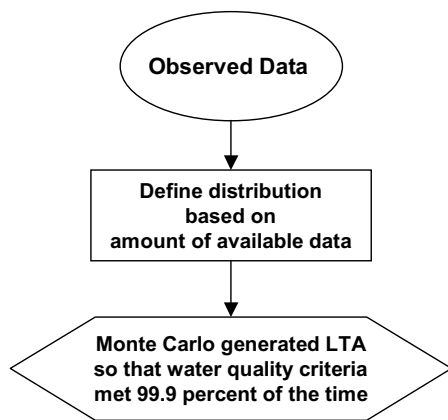 Observed Data
Define distribution
based on
amount of available data
Monte Carlo generated LTA
so that water quality criteria
met 99.9 percent of the time